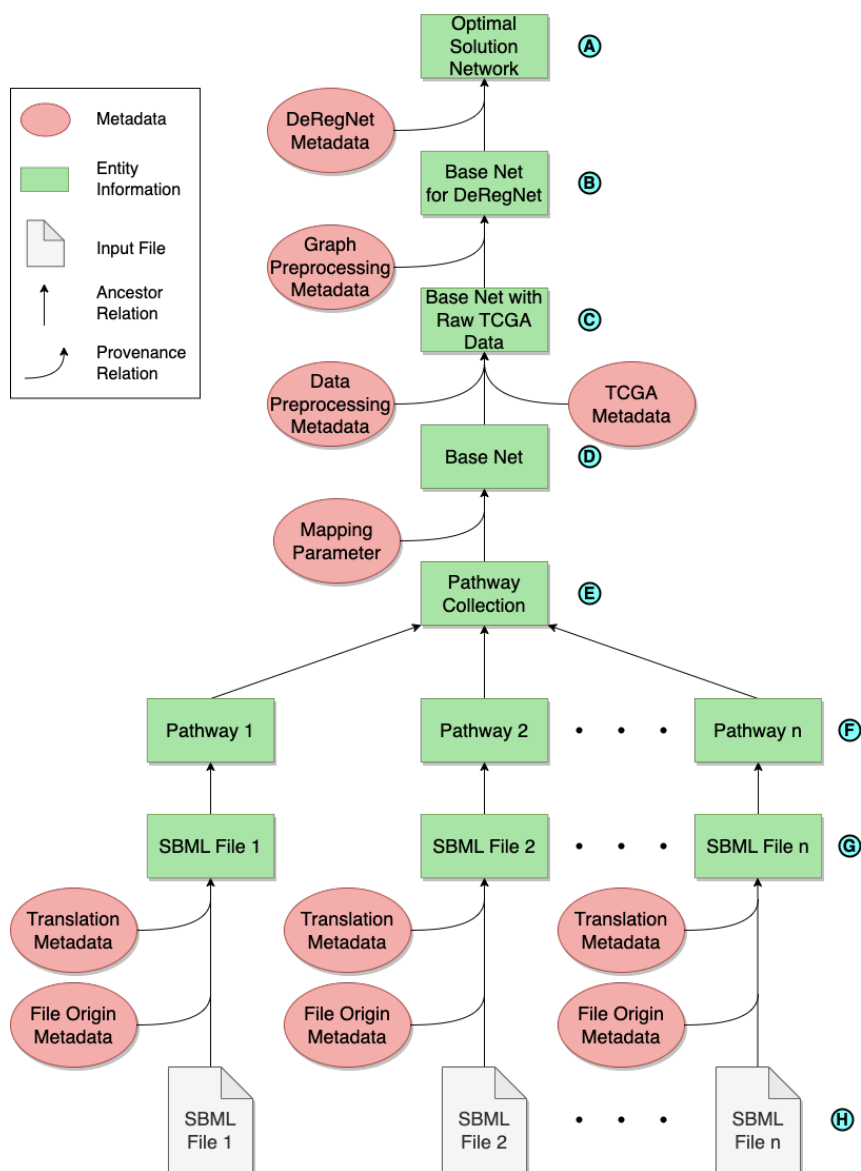 Optimal
Solution
Network
A
Metadata
Entity
Information
Input File
Ancestor
Relation
Provenance
Relation
DeRegNet
Metadata
Base Net
for DeRegNet
B
Graph
Preprocessing
Metadata
Base Net with
Raw TCGA
Data
C
Data
Preprocessing
Metadata
TCGA
Metadata
Base Net
D
Mapping
Parameter
Pathway
Collection
E
Pathway 1
Pathway 2
Pathway n
F
SBML File 1
SBML File 2
SBML File n
G
Translation
Metadata
Translation
Metadata
Translation
Metadata
File Origin
Metadata
File Origin
Metadata
File Origin
Metadata
SBML
File 1
SBML
File 2
SBML
File n
H